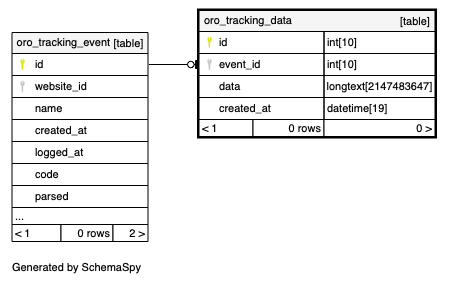 oro_tracking_data [table]
id int[10]
event_id int[10]
data longtext[2147483647]
created_at datetime[19]
< 1 0 rows 0 >
oro_tracking_event [table]
id
website_id
name
created_at
logged_at
code
parsed
...
< 1 0 rows 2 >
Generated by SchemaSpy